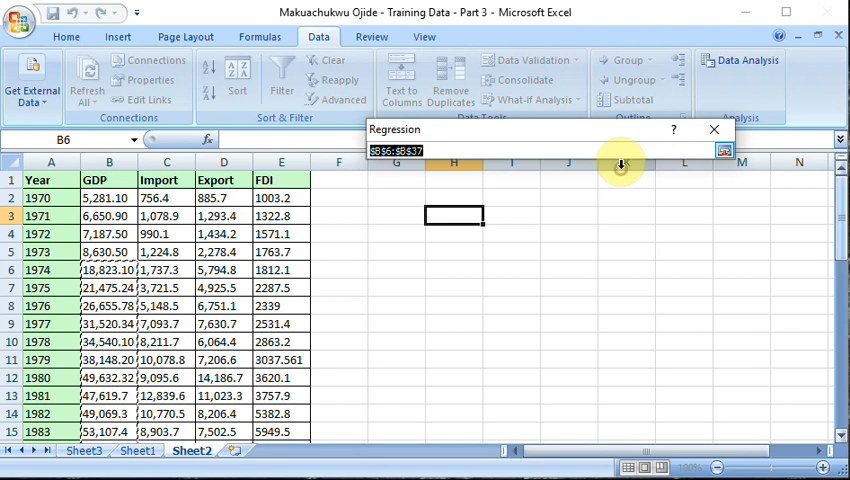 Makuachukwu Ojide - Training Data - Part 3 - Microsoft Excel
Home Insert Page Layout Formulas Data Review View
Get External Data
Refresh All
Connections
Properties
Edit Links
Connections
Sort
Filter
Clear
Reapply
Advanced
Sort & Filter
Text to Columns
Remove Duplicates
Data Validation
Consolidate
What-If Analysis
Data Tools
Group
Ungroup
Subtotal
Outline
Data Analysis
Analysis
Regression ?
$B$6:$B$37
B6 fx
A B C D E F G H I J K L M N
1 Year GDP Import Export FDI
2 1970 5,281.10 756.4 885.7 1003.2
3 1971 6,650.90 1,078.9 1,293.4 1322.8
4 1972 7,187.50 990.1 1,434.2 1571.1
5 1973 8,630.50 1,224.8 2,278.4 1763.7
6 1974 18,823.10 1,737.3 5,794.8 1812.1
7 1975 21,475.24 3,721.5 4,925.5 2287.5
8 1976 26,655.78 5,148.5 6,751.1 2339
9 1977 31,520.34 7,093.7 7,630.7 2531.4
10 1978 34,540.10 8,211.7 6,064.4 2863.2
11 1979 38,148.20 10,078.8 7,206.6 3037.561
12 1980 49,632.32 9,095.6 14,186.7 3620.1
13 1981 47,619.7 12,839.6 11,023.3 3757.9
14 1982 49,069.3 10,770.5 8,206.4 5382.8
15 1983 53,107.4 8,903.7 7,502.5 5949.5
Sheet3 Sheet1 Sheet2
100%